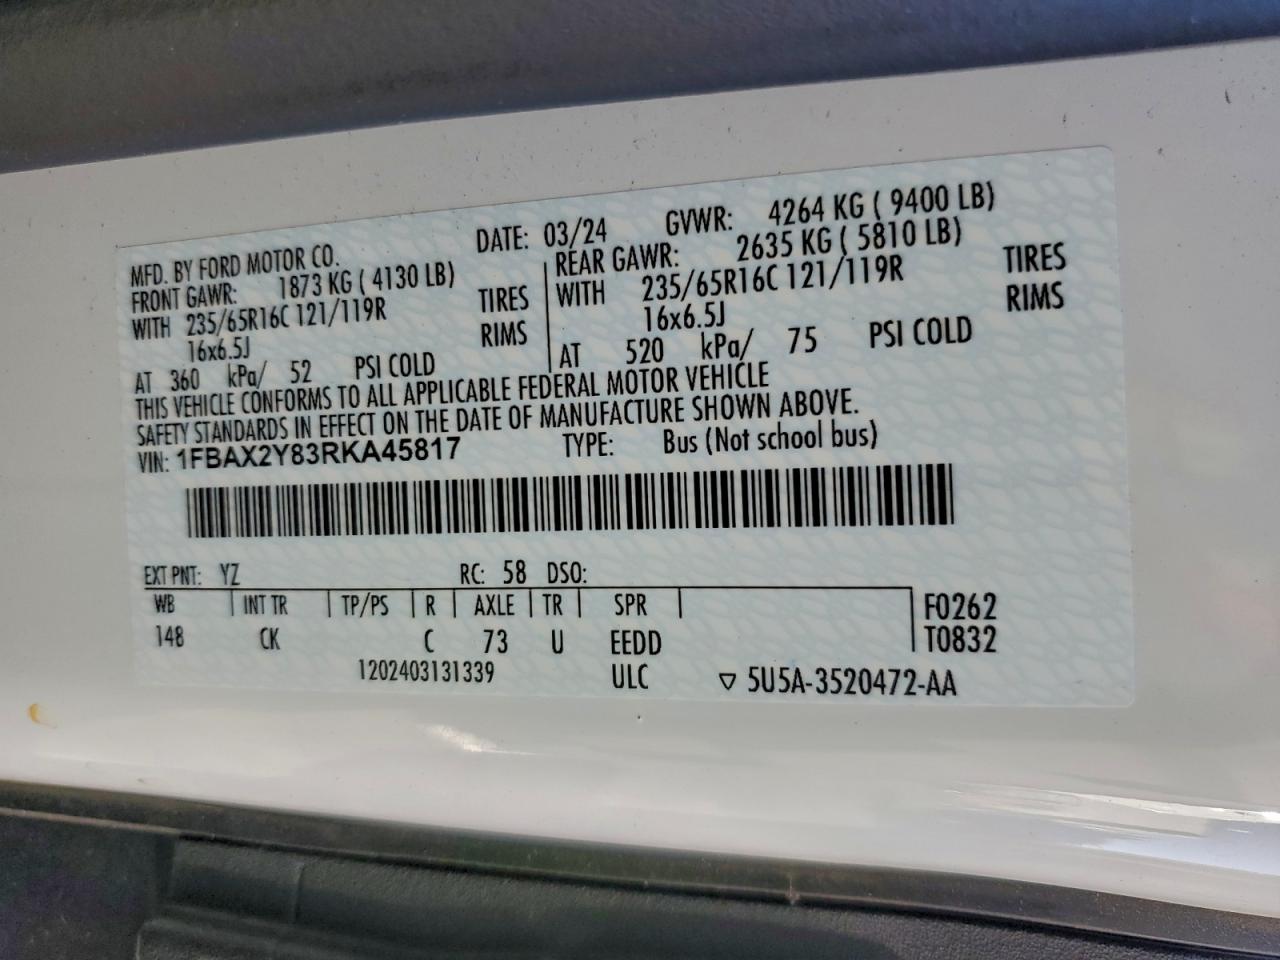 MFD. BY FORD MOTOR CO. DATE: 03/24 GVWR: 4264 KG ( 9400 LB)
FRONT GAWR: 1873 KG ( 4130 LB) REAR GAWR: 2635 KG ( 5810 LB)
WITH 235/65R16C 121/119R TIRES WITH 235/65R16C 121/119R TIRES
16x6.5J RIMS 16x6.5J RIMS
AT 360 kPa/ 52 PSI COLD AT 520 kPa/ 75 PSI COLD
THIS VEHICLE CONFORMS TO ALL APPLICABLE FEDERAL MOTOR VEHICLE
SAFETY STANDARDS IN EFFECT ON THE DATE OF MANUFACTURE SHOWN ABOVE.
VIN: 1FBAX2Y83RKA45817 TYPE: Bus (Not school bus)
EXT PNT: YZ RC: 58 DSO:
WB INT TR TP/PS R AXLE TR SPR F0262
148 CK C 73 U EEDD T0832
1202403131339 ULC ▽ 5U5A-3520472-AA